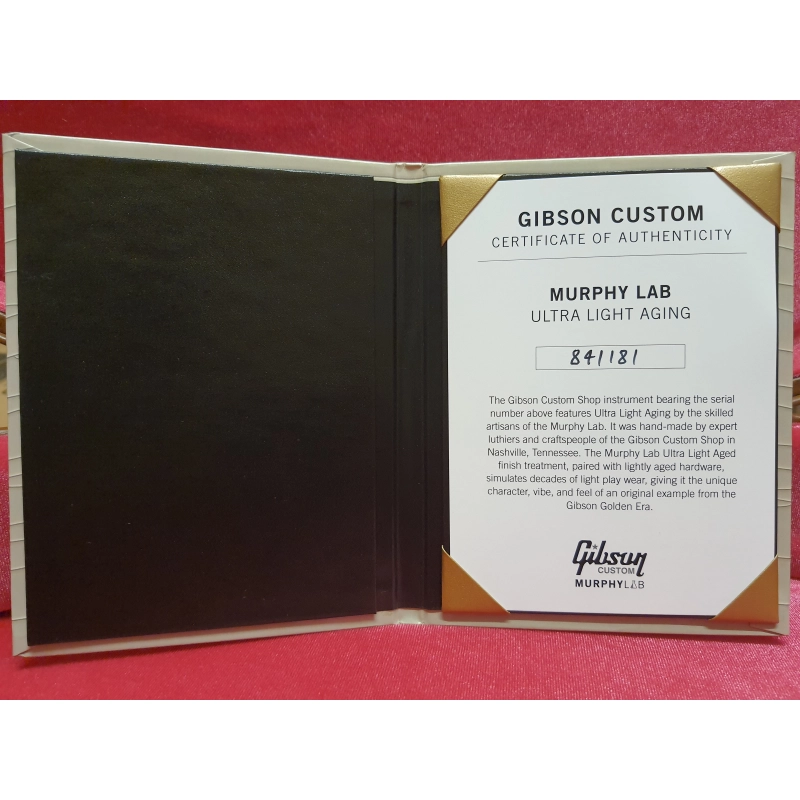 GIBSON CUSTOM
CERTIFICATE OF AUTHENTICITY
MURPHY LAB
ULTRA LIGHT AGING
841181
The Gibson Custom Shop instrument bearing the serial
number above features Ultra Light Aging by the skilled
artisans of the Murphy Lab. It was hand-made by expert
luthiers and craftspeople of the Gibson Custom Shop in
Nashville, Tennessee. The Murphy Lab Ultra Light Aged
finish treatment, paired with lightly aged hardware,
simulates decades of light play wear, giving it the unique
character, vibe, and feel of an original example from the
Gibson Golden Era.
Gibson
CUSTOM
MURPHYLAB